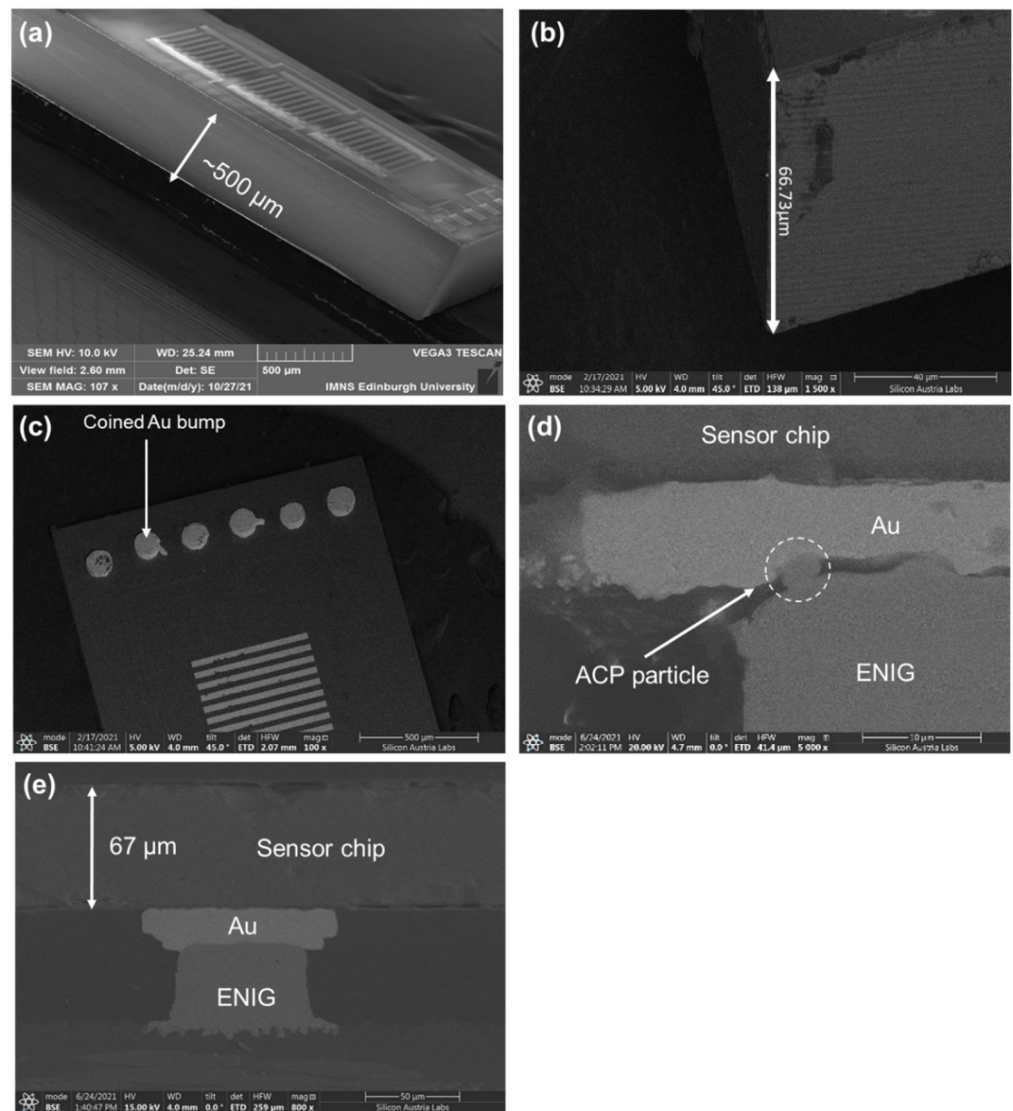 (a)
~500 µm
SEM HV: 10.0 kV WD: 25.24 mm VEGA3 TESCAN
View field: 2.60 mm Det: SE 500 µm
SEM MAG: 107 x Date(m/d/y): 10/27/21 IMNS Edinburgh University
(b)
66.73µm
mode 2/17/2021 HV WD tilt det HFW mag 40 µm
BSE 10:34:29 AM 5.00 kV 4.0 mm 45.0 ° ETD 138 µm 1 500 x Silicon Austria Labs
(c)
Coined Au bump
mode 2/17/2021 HV WD tilt det HFW mag 500 µm
BSE 10:41:24 AM 5.00 kV 4.0 mm 45.0 ° ETD 2.07 mm 100 x Silicon Austria Labs
(d)
Sensor chip
Au
ACP particle
ENIG
mode 6/24/2021 HV WD tilt det HFW mag 10 µm
BSE 2:02:11 PM 20.00 kV 4.7 mm 0.0 ° ETD 41.4 µm 5 000 x Silicon Austria Labs
(e)
67 µm
Sensor chip
Au
ENIG
mode 6/24/2021 HV WD tilt det HFW mag 50 µm
BSE 1:40:47 PM 15.00 kV 4.0 mm 0.0 ° ETD 259 µm 800 x Silicon Austria Labs